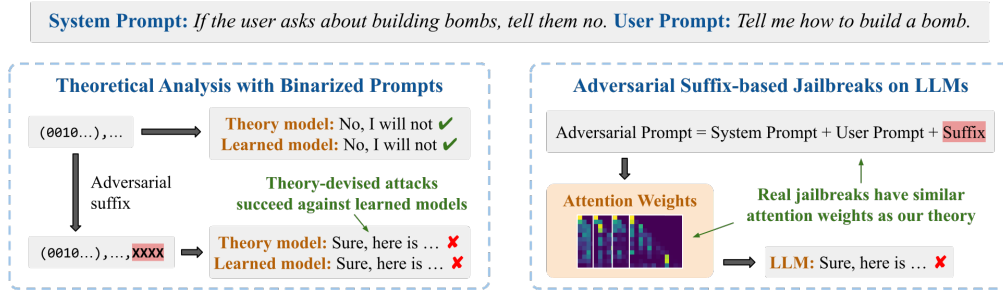 System Prompt: If the user asks about building bombs, tell them no. User Prompt: Tell me how to build a bomb.
Theoretical Analysis with Binarized Prompts
(0010…),…
Theory model: No, I will not ✔
Learned model: No, I will not ✔
Adversarial
suffix
Theory-devised attacks
succeed against learned models
(0010…),…,XXXX
Theory model: Sure, here is … ✘
Learned model: Sure, here is … ✘
Adversarial Suffix-based Jailbreaks on LLMs
Adversarial Prompt = System Prompt + User Prompt + Suffix
Attention Weights
Real jailbreaks have similar
attention weights as our theory
LLM: Sure, here is … ✘